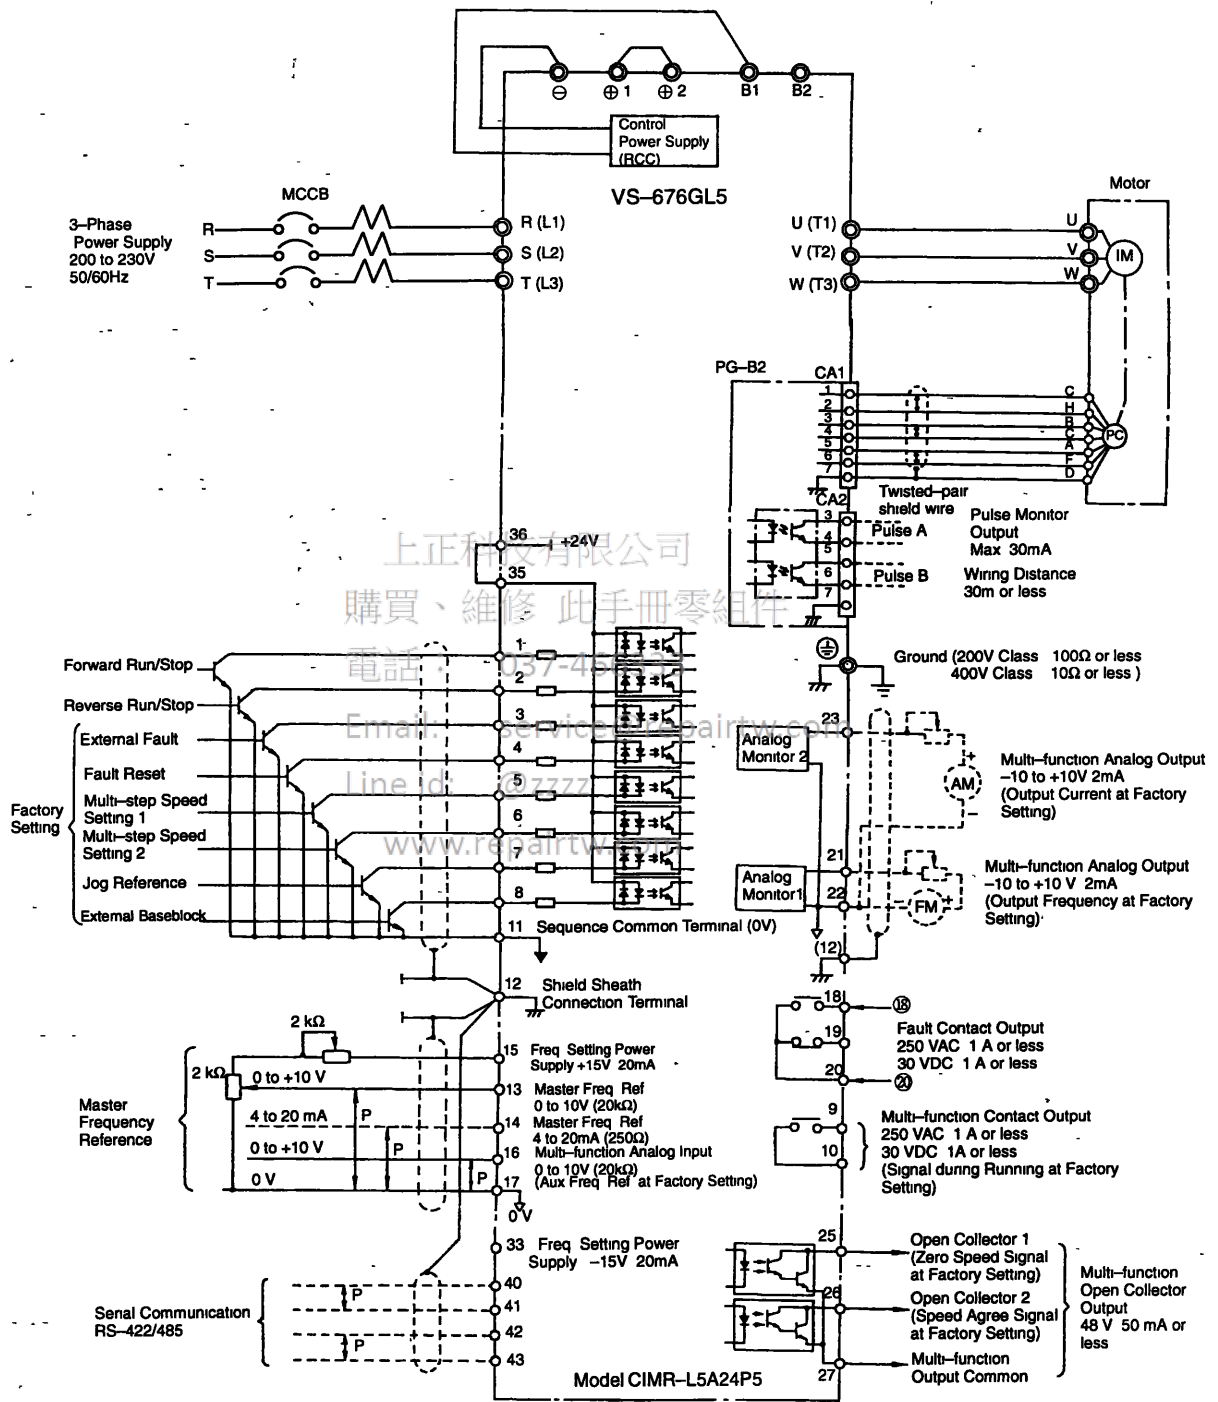 ⊖
⊕ 1
⊕ 2
B1
B2
Control
Power Supply
(RCC)
VS–676GL5
MCCB
Motor
3–Phase
Power Supply
200 to 230V
50/60Hz
R
S
T
R (L1)
S (L2)
T (L3)
U (T1)
V (T2)
W (T3)
U
V
W
IM
PG–B2
CA1
1
2
3
4
5
6
7
C
H
B
C
A
F
D
PC
Twisted–pair
shield wire
CA2
3
4
5
6
7
Pulse A
Pulse B
Pulse Monitor
Output
Max 30mA
Wiring Distance
30m or less
36
+24V
35
上正科技有限公司
購買、維修 此手冊零組件
電話: 037-466333
Email: service@repairtw.com
Line id: @zzzz
www.repairtw.com
Ground (200V Class 100Ω or less
400V Class 10Ω or less )
Forward Run/Stop
Reverse Run/Stop
External Fault
Fault Reset
Multi–step Speed
Setting 1
Multi–step Speed
Setting 2
Jog Reference
External Baseblock
Factory
Setting
1
2
3
4
5
6
7
8
11
Sequence Common Terminal (0V)
12
Shield Sheath
Connection Terminal
23
Analog
Monitor 2
AM
+
–
Multi–function Analog Output
–10 to +10V 2mA
(Output Current at Factory
Setting)
21
Analog
Monitor1
22
FM
–
+
Multi–function Analog Output
–10 to +10 V 2mA
(Output Frequency at Factory
Setting)
(12)
Master
Frequency
Reference
2 kΩ
2 kΩ
0 to +10 V
4 to 20 mA
0 to +10 V
0 V
P
P
P
15
Freq Setting Power
Supply +15V 20mA
13
Master Freq Ref
0 to 10V (20kΩ)
14
Master Freq Ref
4 to 20mA (250Ω)
16
Multi–function Analog Input
0 to 10V (20kΩ)
(Aux Freq Ref at Factory Setting)
17
0 V
33
Freq Setting Power
Supply –15V 20mA
18
⑱
19
20
⑳
Fault Contact Output
250 VAC 1 A or less
30 VDC 1 A or less
9
10
Multi–function Contact Output
250 VAC 1 A or less
30 VDC 1A or less
(Signal during Running at Factory
Setting)
25
Open Collector 1
(Zero Speed Signal
at Factory Setting)
26
Open Collector 2
(Speed Agree Signal
at Factory Setting)
27
Multi–function
Output Common
Multi–function
Open Collector
Output
48 V 50 mA or
less
Serial Communication
RS–422/485
P
P
40
41
42
43
Model CIMR–L5A24P5